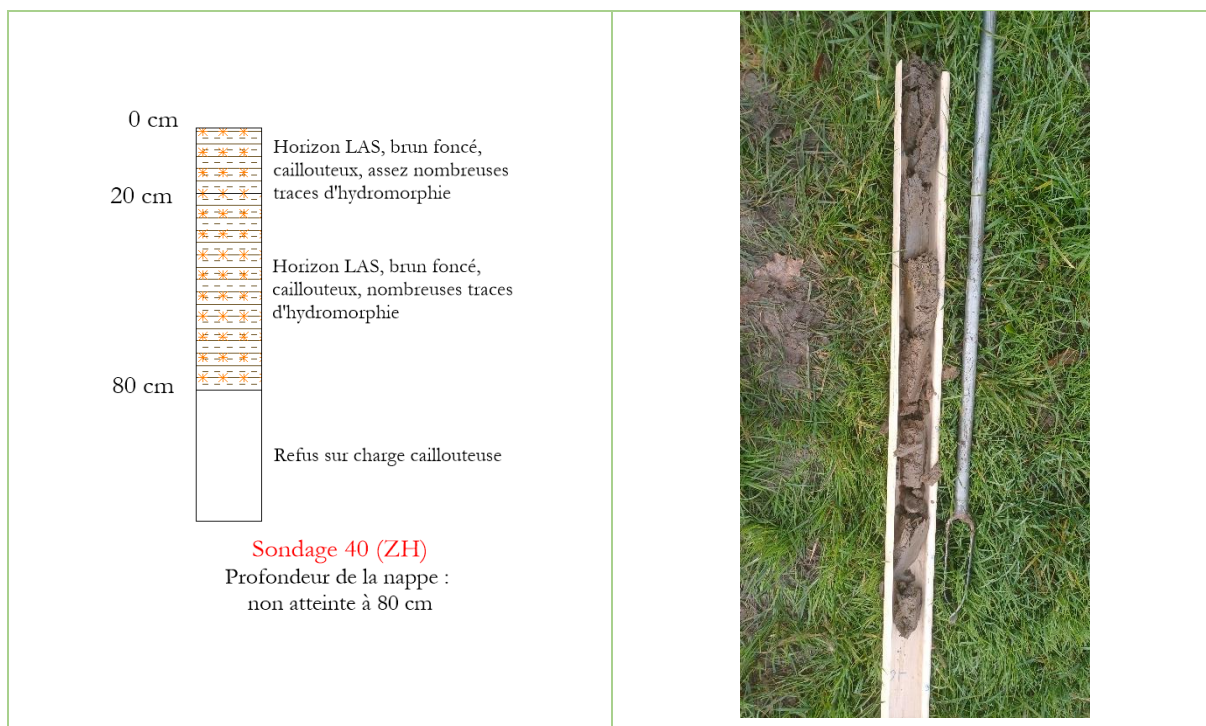 0 cm
Horizon LAS, brun foncé,
caillouteux, assez nombreuses
traces d'hydromorphie
20 cm
Horizon LAS, brun foncé,
caillouteux, nombreuses traces
d'hydromorphie
80 cm
Refus sur charge caillouteuse
Sondage 40 (ZH)
Profondeur de la nappe :
non atteinte à 80 cm